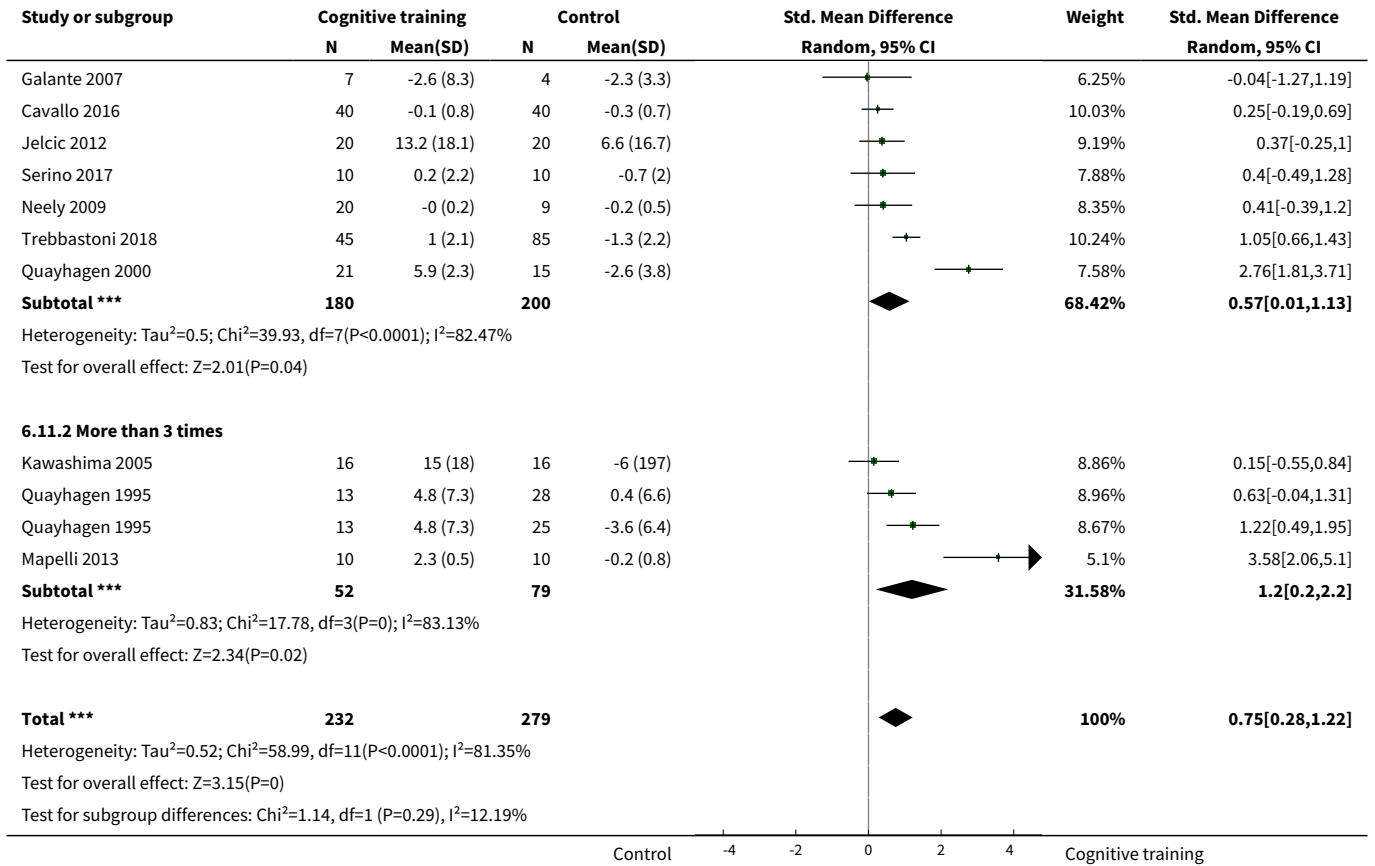 Study or subgroup Cognitive training Control Std. Mean Difference Weight Std. Mean Difference
N Mean(SD) N Mean(SD) Random, 95% CI Random, 95% CI
Galante 2007 7 -2.6 (8.3) 4 -2.3 (3.3) 6.25% -0.04[-1.27,1.19]
Cavallo 2016 40 -0.1 (0.8) 40 -0.3 (0.7) 10.03% 0.25[-0.19,0.69]
Jelcic 2012 20 13.2 (18.1) 20 6.6 (16.7) 9.19% 0.37[-0.25,1]
Serino 2017 10 0.2 (2.2) 10 -0.7 (2) 7.88% 0.4[-0.49,1.28]
Neely 2009 20 -0 (0.2) 9 -0.2 (0.5) 8.35% 0.41[-0.39,1.2]
Trebbastoni 2018 45 1 (2.1) 85 -1.3 (2.2) 10.24% 1.05[0.66,1.43]
Quayhagen 2000 21 5.9 (2.3) 15 -2.6 (3.8) 7.58% 2.76[1.81,3.71]
Subtotal *** 180 200 68.42% 0.57[0.01,1.13]
Heterogeneity: Tau²=0.5; Chi²=39.93, df=7(P<0.0001); I²=82.47%
Test for overall effect: Z=2.01(P=0.04)
6.11.2 More than 3 times
Kawashima 2005 16 15 (18) 16 -6 (197) 8.86% 0.15[-0.55,0.84]
Quayhagen 1995 13 4.8 (7.3) 28 0.4 (6.6) 8.96% 0.63[-0.04,1.31]
Quayhagen 1995 13 4.8 (7.3) 25 -3.6 (6.4) 8.67% 1.22[0.49,1.95]
Mapelli 2013 10 2.3 (0.5) 10 -0.2 (0.8) 5.1% 3.58[2.06,5.1]
Subtotal *** 52 79 31.58% 1.2[0.2,2.2]
Heterogeneity: Tau²=0.83; Chi²=17.78, df=3(P=0); I²=83.13%
Test for overall effect: Z=2.34(P=0.02)
Total *** 232 279 100% 0.75[0.28,1.22]
Heterogeneity: Tau²=0.52; Chi²=58.99, df=11(P<0.0001); I²=81.35%
Test for overall effect: Z=3.15(P=0)
Test for subgroup differences: Chi²=1.14, df=1 (P=0.29), I²=12.19%
Control -4 -2 0 2 4 Cognitive training